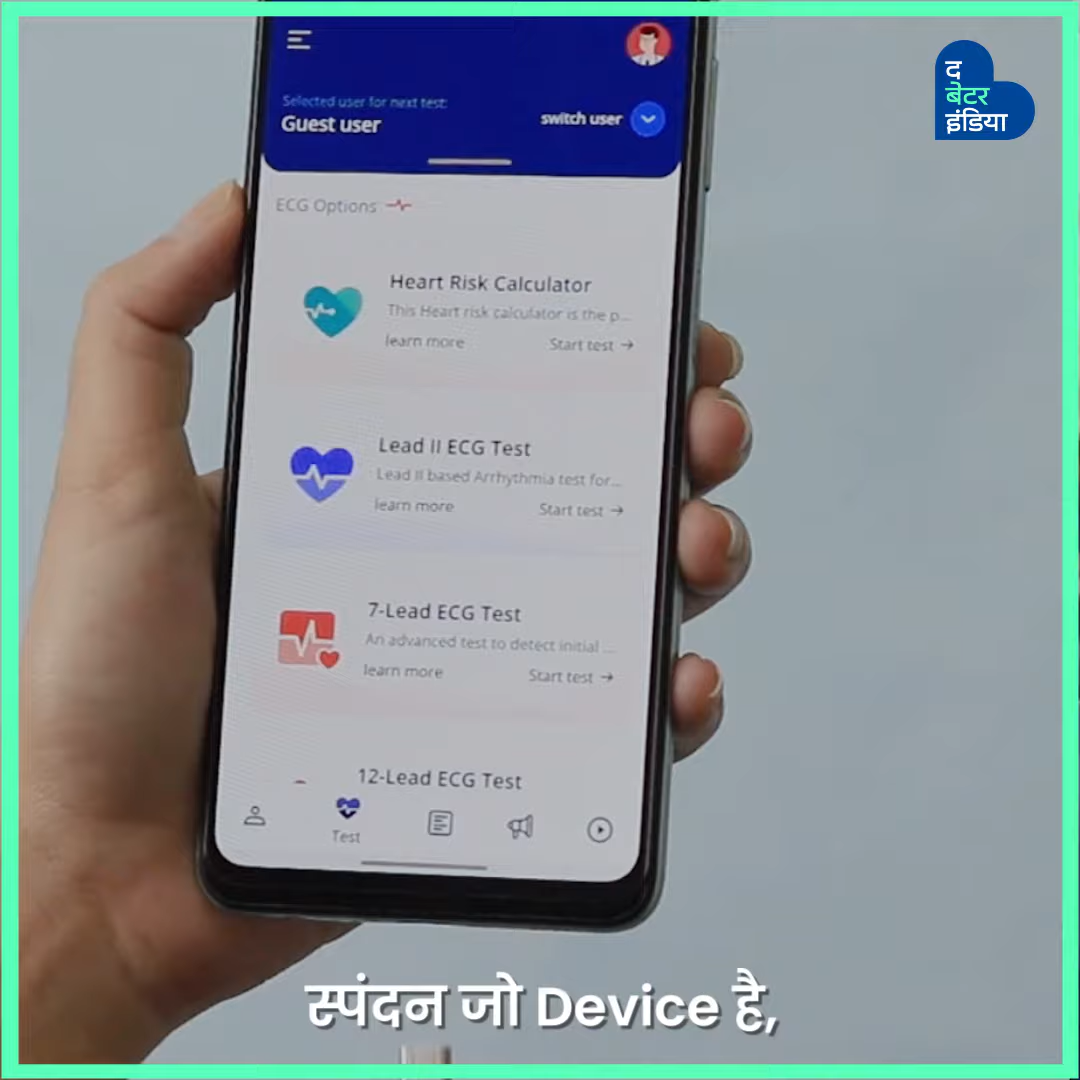 द
बेटर
इंडिया
Selected user for next test:
Guest user
switch user
ECG Options
Heart Risk Calculator
This Heart risk calculator is the p...
learn more
Start test →
Lead II ECG Test
Lead II based Arrhythmia test for...
learn more
Start test →
7-Lead ECG Test
An advanced test to detect initial ...
learn more
Start test →
12-Lead ECG Test
Test
स्पंदन जो Device है,